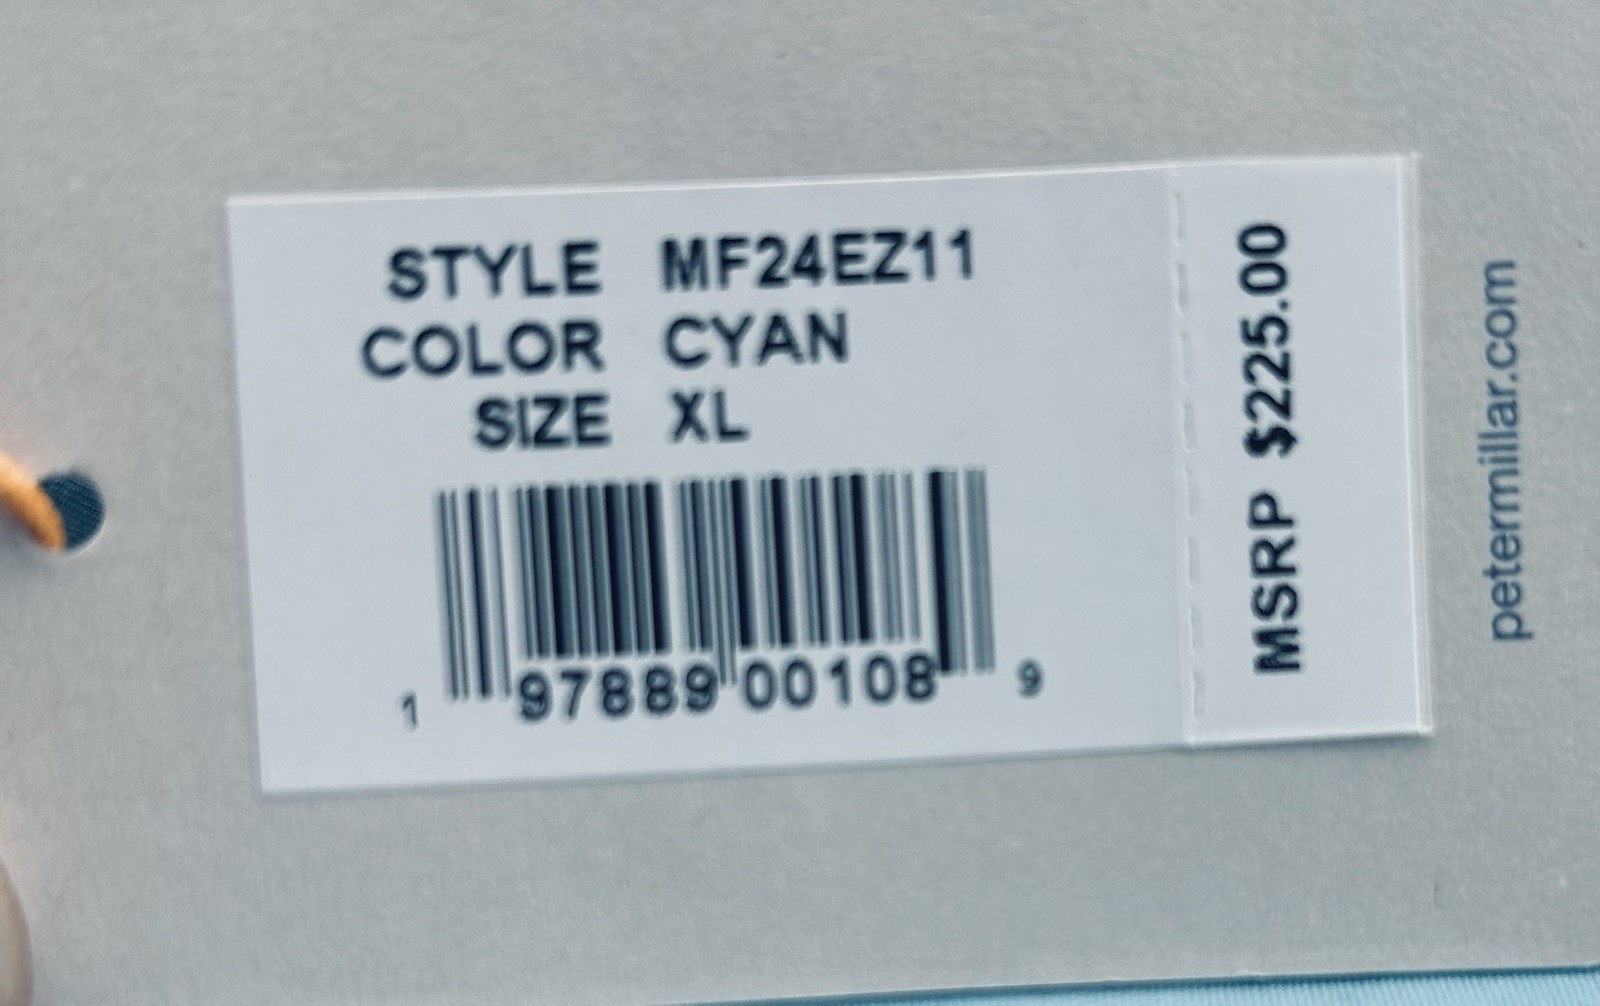 STYLE MF24EZ11
COLOR CYAN
SIZE XL
1 97889 00108 9
MSRP $225.00
petermillar.com